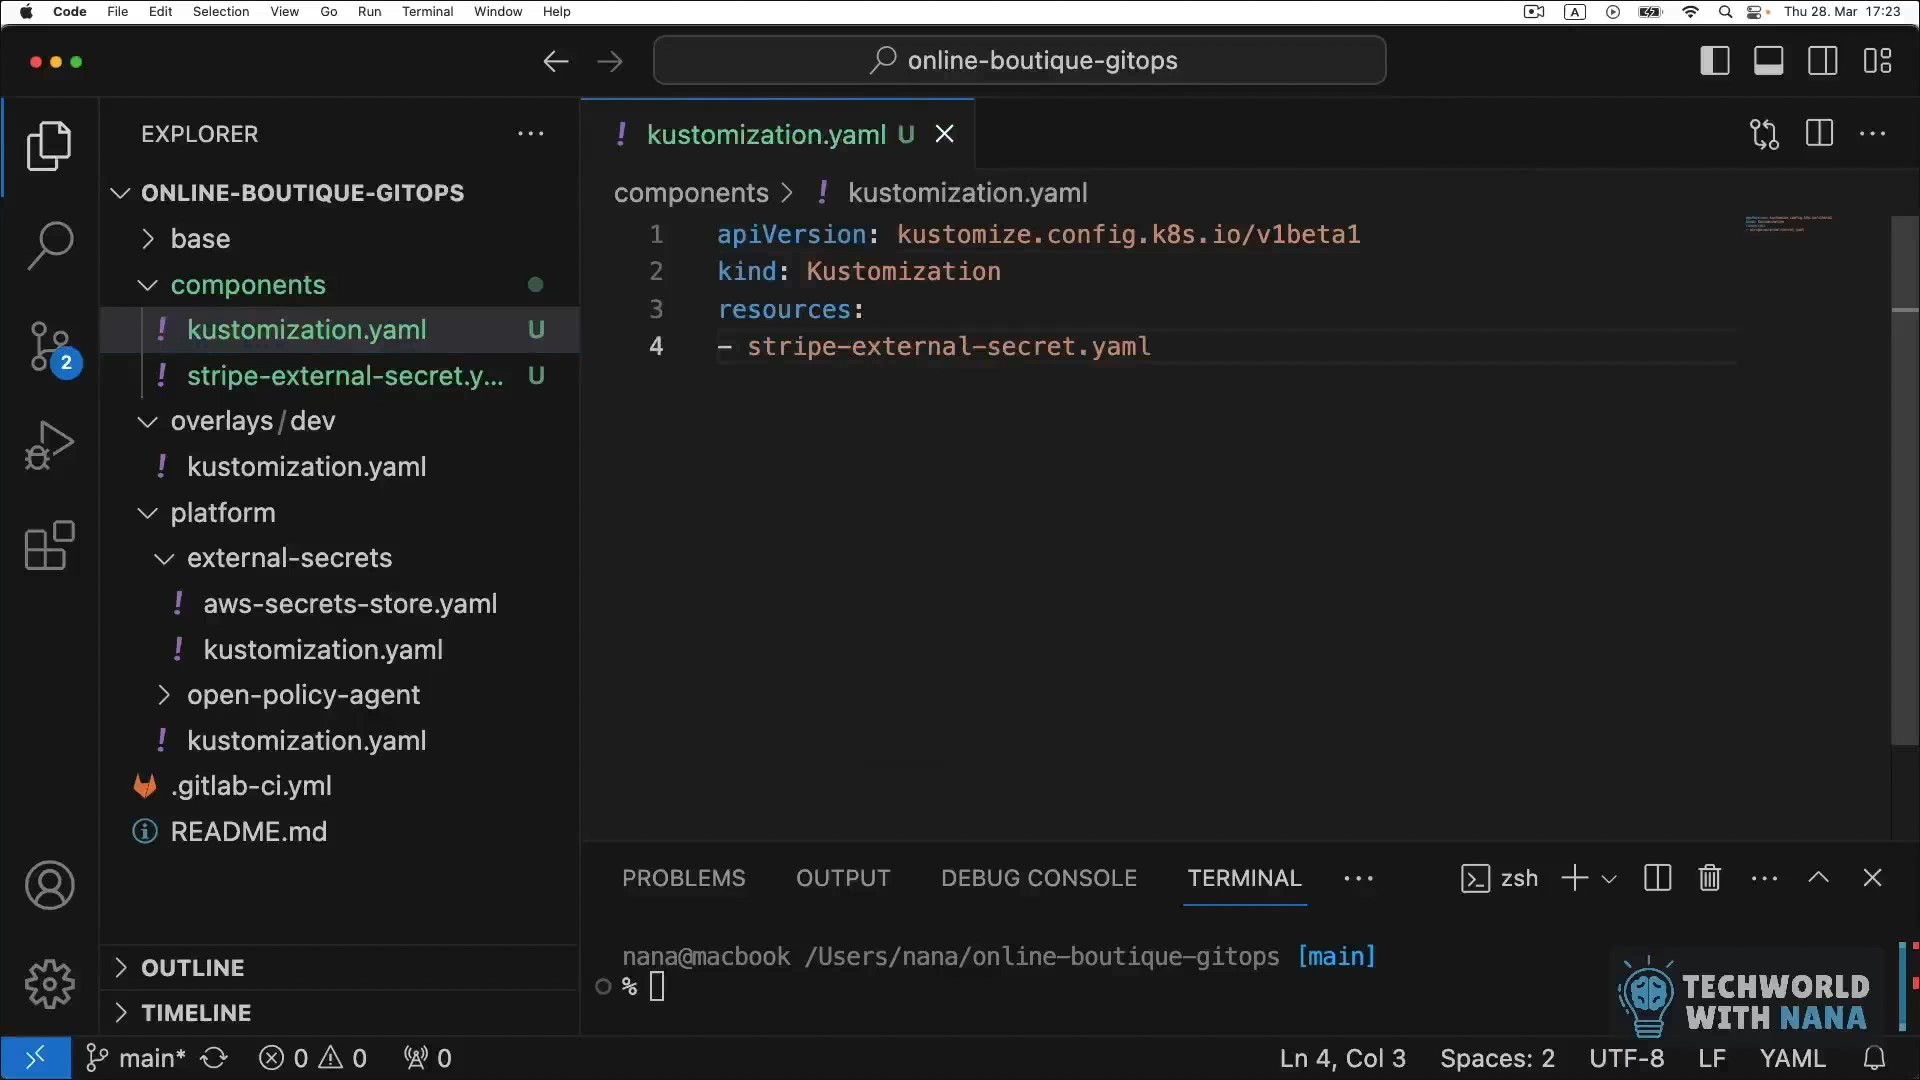 Code File Edit Selection View Go Run Terminal Window Help
A
Thu 28. Mar 17:23
online-boutique-gitops
EXPLORER
ONLINE-BOUTIQUE-GITOPS
base
components
kustomization.yaml U
stripe-external-secret.y... U
overlays/dev
kustomization.yaml
platform
external-secrets
aws-secrets-store.yaml
kustomization.yaml
open-policy-agent
kustomization.yaml
.gitlab-ci.yml
README.md
OUTLINE
TIMELINE
2
kustomization.yaml U
components > kustomization.yaml
1 apiVersion: kustomize.config.k8s.io/v1beta1
2 kind: Kustomization
3 resources:
4 - stripe-external-secret.yaml
PROBLEMS OUTPUT DEBUG CONSOLE TERMINAL
zsh
nana@macbook /Users/nana/online-boutique-gitops [main]
%
TECHWORLD
WITH NANA
main* 0 0 0
Ln 4, Col 3 Spaces: 2 UTF-8 LF YAML